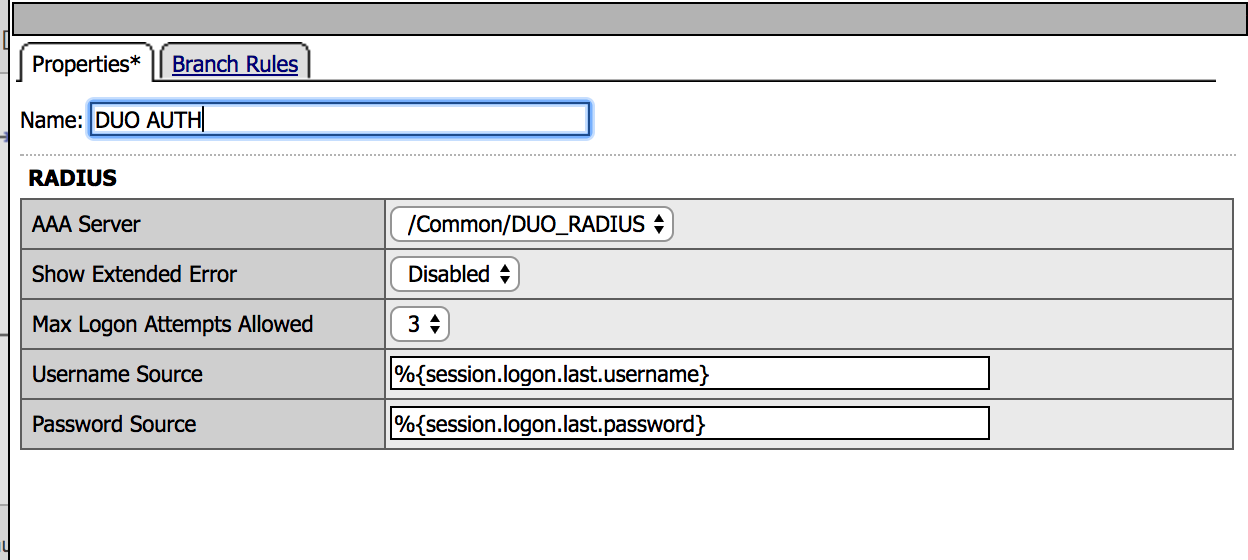 Properties* Branch Rules
Name: DUO AUTH
RADIUS
AAA Server /Common/DUO_RADIUS
Show Extended Error Disabled
Max Logon Attempts Allowed 3
Username Source %{session.logon.last.username}
Password Source %{session.logon.last.password}